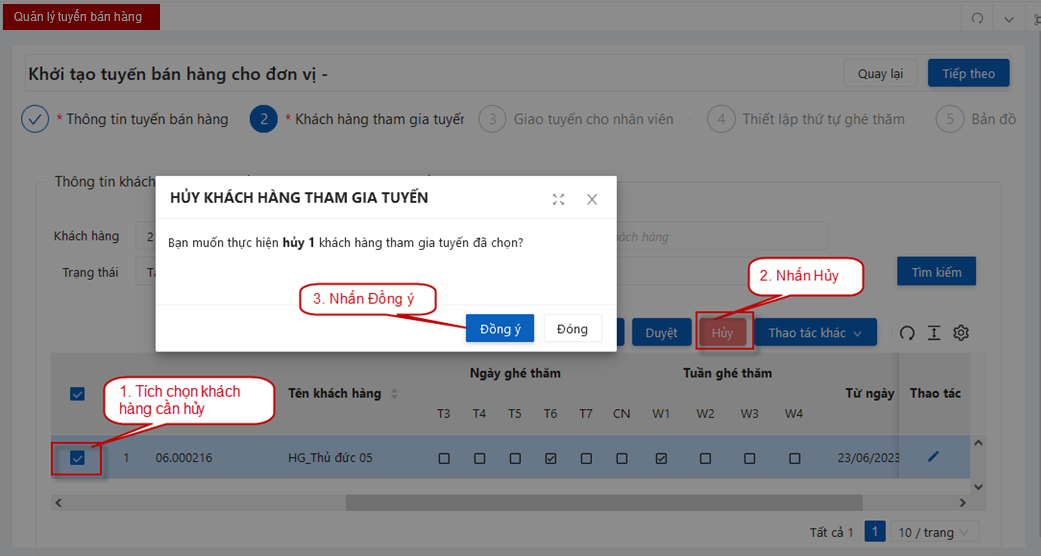 Quản lý tuyến bán hàng
Khởi tạo tuyến bán hàng cho đơn vị -
Quay lại
Tiếp theo
* Thông tin tuyến bán hàng
2
* Khách hàng tham gia tuyến
3
Giao tuyến cho nhân viên
4
Thiết lập thứ tự ghé thăm
5
Bản đồ
Thông tin khách
HỦY KHÁCH HÀNG THAM GIA TUYẾN
Bạn muốn thực hiện hủy 1 khách hàng tham gia tuyến đã chọn?
Khách hàng
2
hách hàng
Trạng thái
Tìm kiếm
2. Nhấn Hủy
3. Nhấn Đồng ý
Đồng ý
Đóng
Duyệt
Hủy
Thao tác khác
1. Tích chọn khách
hàng cần hủy
Tên khách hàng
Ngày ghé thăm
Tuần ghé thăm
Từ ngày
Thao tác
T3
T4
T5
T6
T7
CN
W1
W2
W3
W4
1
06.000216
HG_Thủ đức 05
23/06/2023
Tất cả 1
1
10 / trang